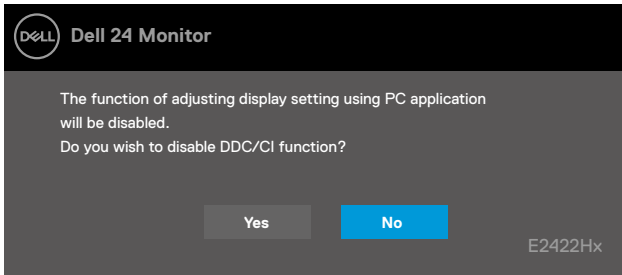 DELL Dell 24 Monitor
The function of adjusting display setting using PC application
will be disabled.
Do you wish to disable DDC/CI function?
Yes No
E2422Hx